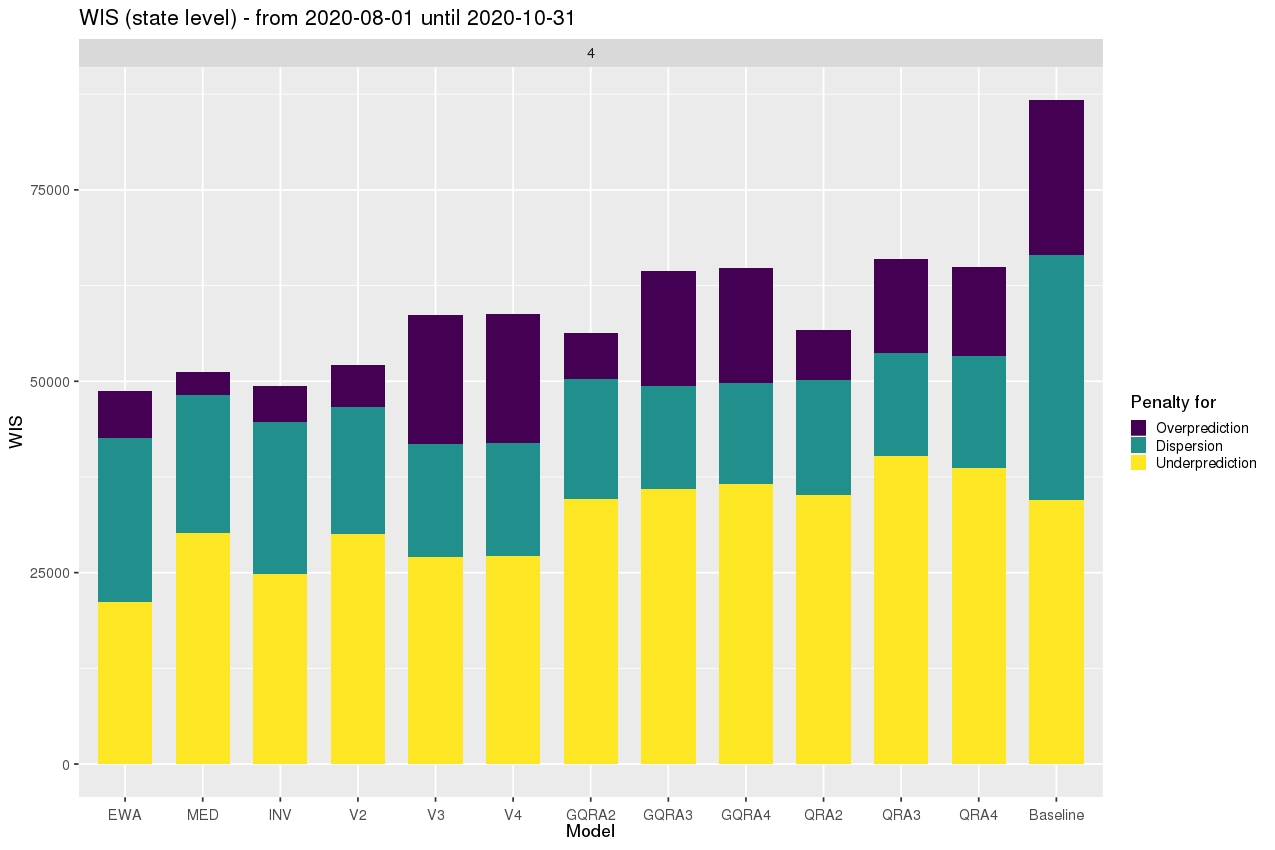 WIS (state level) - from 2020-08-01 until 2020-10-31
4
WIS
75000
50000
25000
0
EWA MED INV V2 V3 V4 GQRA2 GQRA3 GQRA4 QRA2 QRA3 QRA4 Baseline
Model
Penalty for
Overprediction
Dispersion
Underprediction